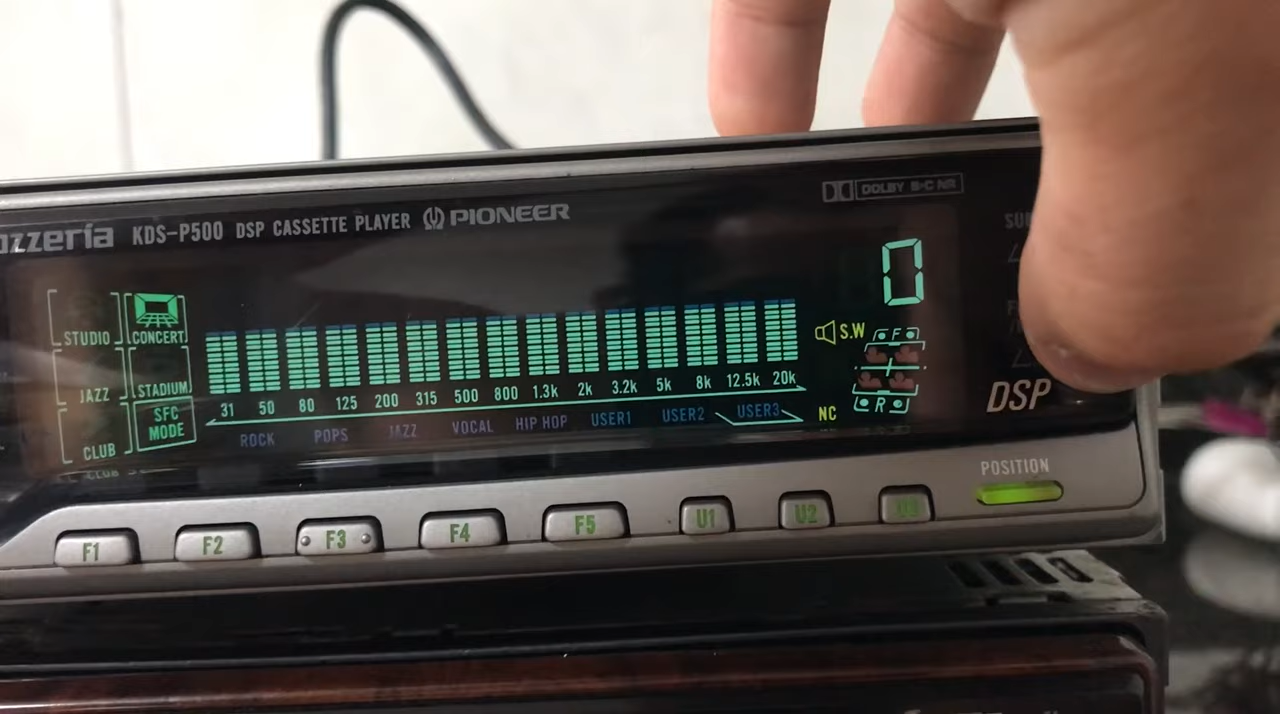 ozzeria KDS-P500 DSP CASSETTE PLAYER PIONEER
DOLBY B·C NR
0
STUDIO CONCERT
JAZZ STADIUM
CLUB SFC MODE
31 50 80 125 200 315 500 800 1.3k 2k 3.2k 5k 8k 12.5k 20k
ROCK POPS JAZZ VOCAL HIP HOP USER1 USER2 USER3
S.W
F
R
NC
DSP
POSITION
F1 F2 F3 F4 F5 U1 U2 U3